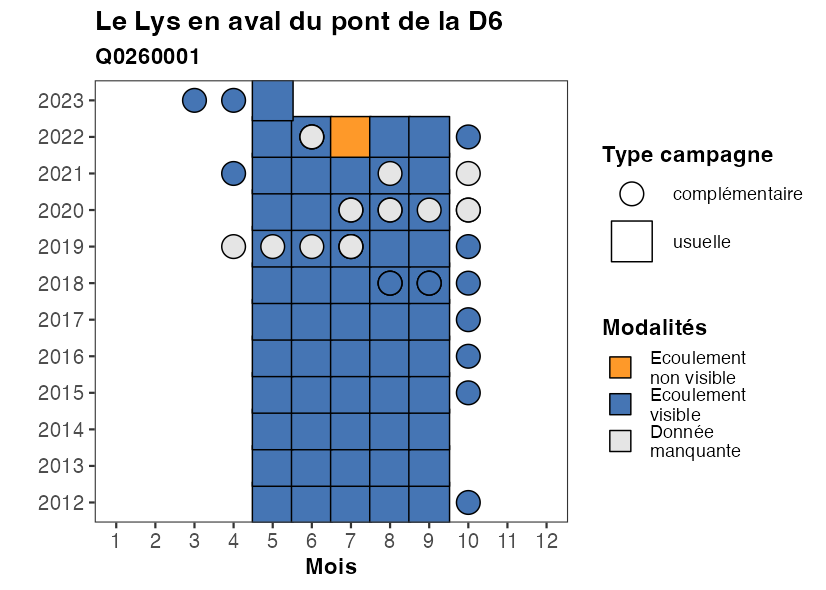 Le Lys en aval du pont de la D6
Q0260001
2023
2022
2021
2020
2019
2018
2017
2016
2015
2014
2013
2012
1 2 3 4 5 6 7 8 9 10 11 12
Mois
Type campagne
complémentaire
usuelle
Modalités
Ecoulement
non visible
Ecoulement
visible
Donnée
manquante